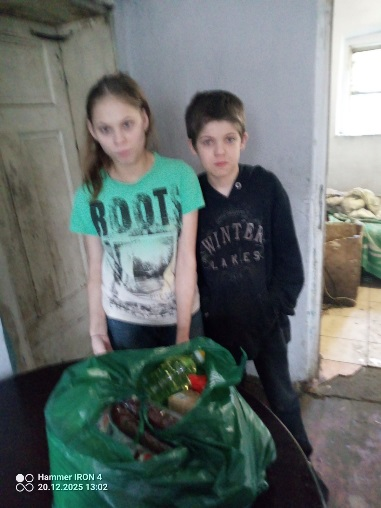 ROOTS
WINTER
LAKES
Hammer IRON 4
20.12.2025 13:02